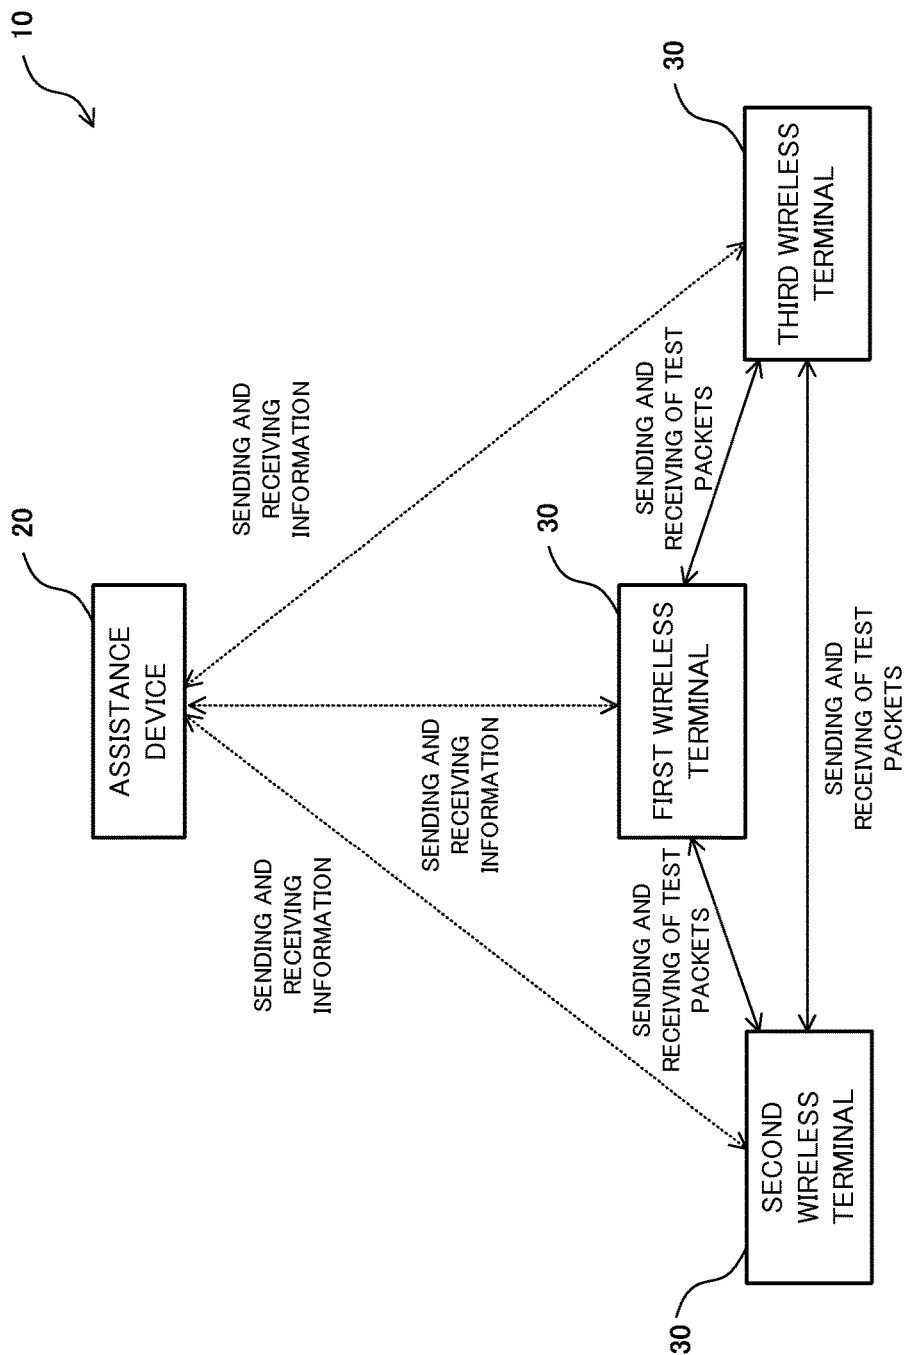 10
20
ASSISTANCE
DEVICE
SENDING AND
RECEIVING
INFORMATION
SENDING AND
RECEIVING
INFORMATION
SENDING AND
RECEIVING
INFORMATION
30
FIRST WIRELESS
TERMINAL
SENDING AND
RECEIVING OF TEST
PACKETS
SENDING AND
RECEIVING OF TEST
PACKETS
30
SECOND
WIRELESS
TERMINAL
30
THIRD WIRELESS
TERMINAL
SENDING AND
RECEIVING OF TEST
PACKETS